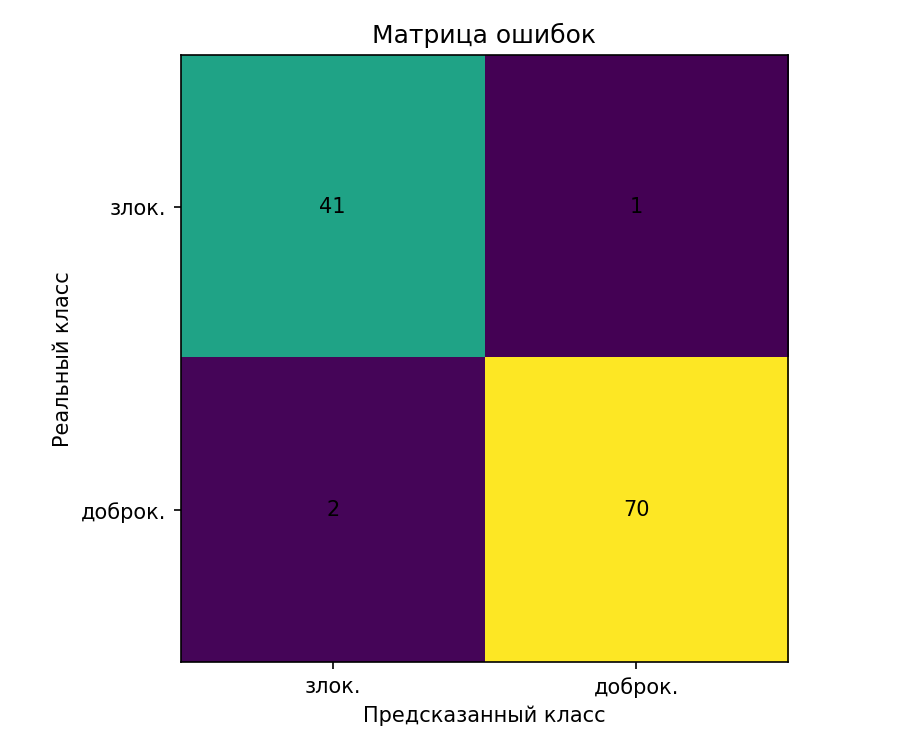 Матрица ошибок
злок.
41
1
Реальный класс
доброк.
2
70
злок.
доброк.
Предсказанный класс